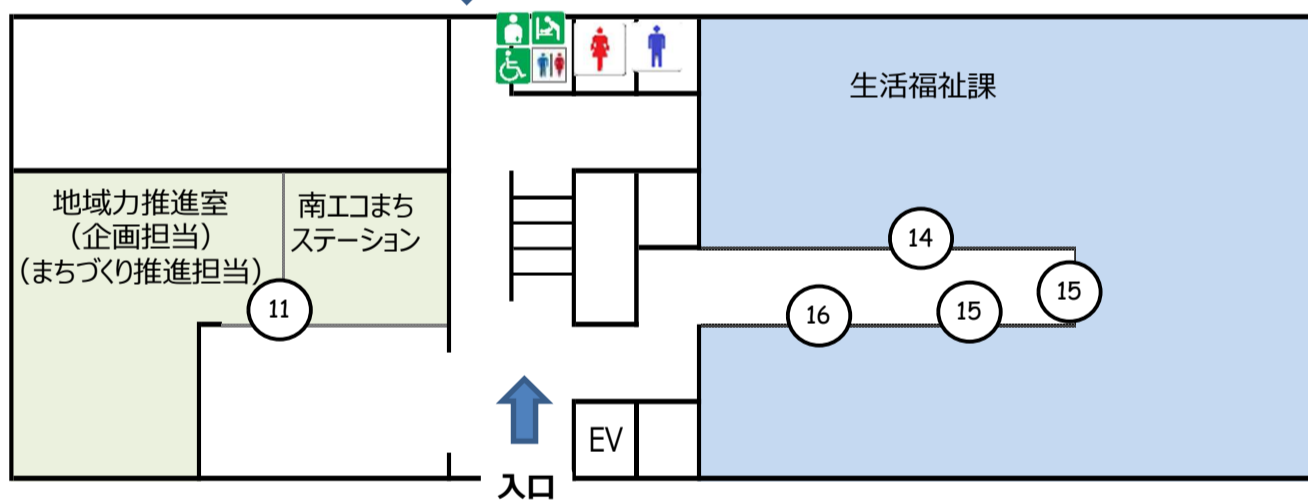 生活福祉課
地域力推進室
（企画担当）
（まちづくり推進担当）
南エコまち
ステーション
11
14
15
15
16
EV
入口